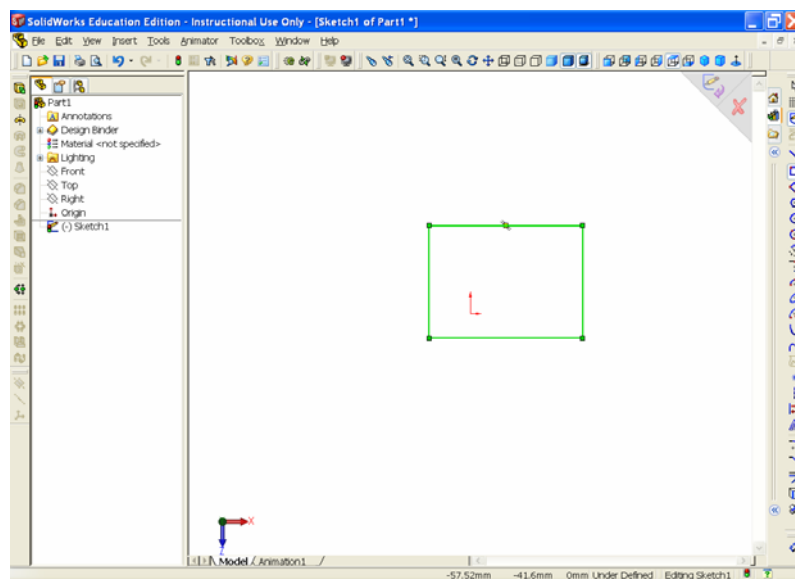 SolidWorks Education Edition - Instructional Use Only - [Sketch1 of Part1 *]
File Edit View Insert Tools Animator Toolbox Window Help
Part1
Annotations
Design Binder
Material <not specified>
Lighting
Front
Top
Right
Origin
(-) Sketch1
X
Z
Model Animation1
-57.52mm -41.6mm 0mm Under Defined Editing Sketch1